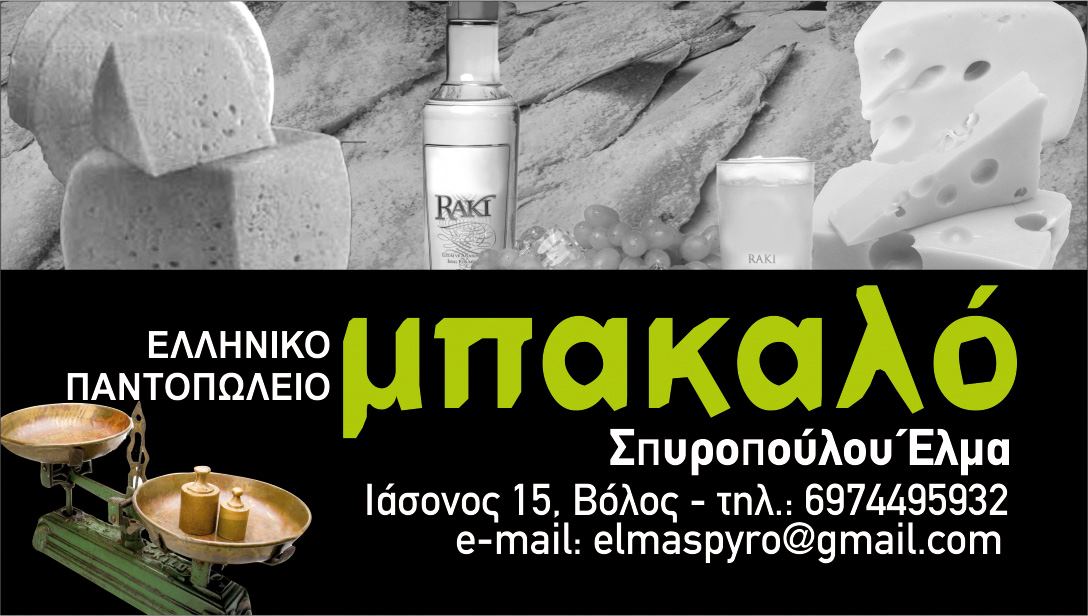 RAKI
RAKI
ΕΛΛΗΝΙΚΟ
ΠΑΝΤΟΠΩΛΕΙΟ
μπακαλό
Σπυροπούλου Έλμα
Ιάσονος 15, Βόλος - τηλ.: 6974495932
e-mail: elmaspyro@gmail.com